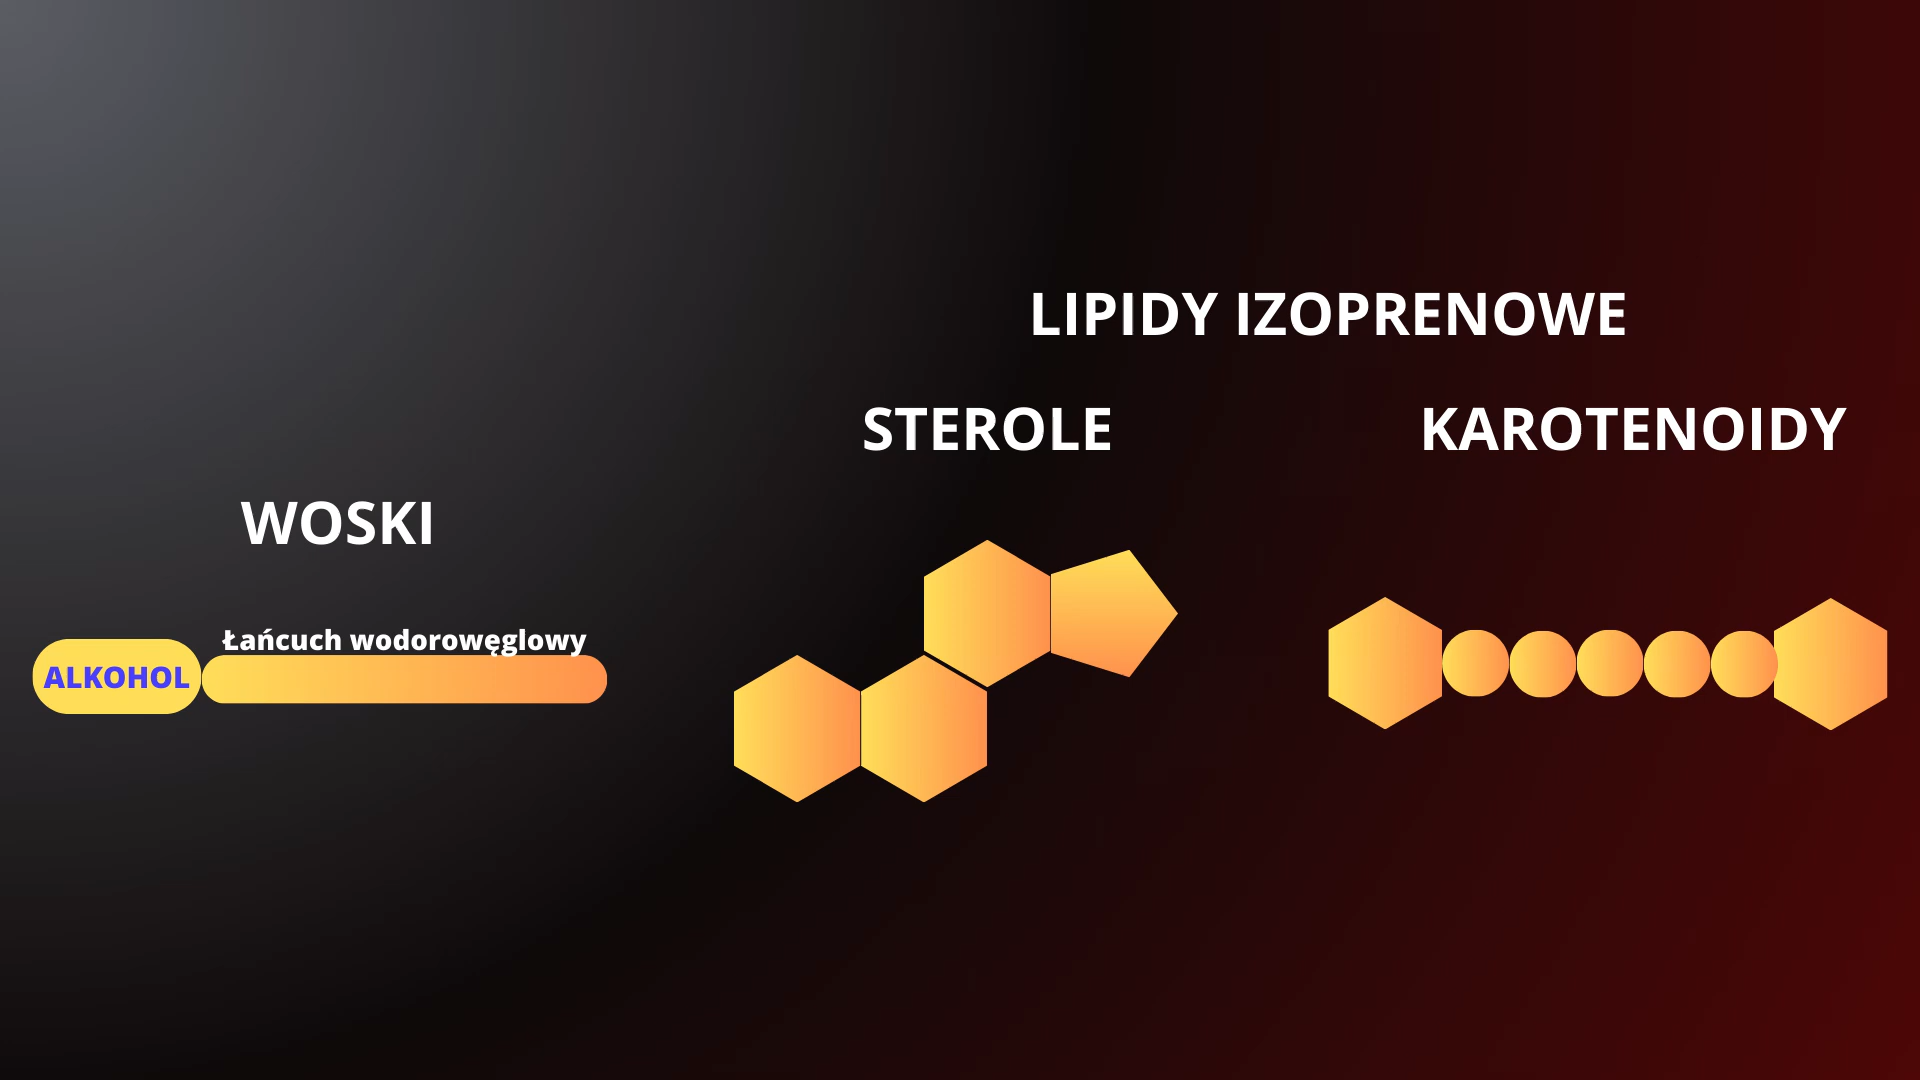 LIPIDY IZOPRENOWE
STEROLE
KAROTENOIDY
WOSKI
Łańcuch wodorowęglowy
ALKOHOL